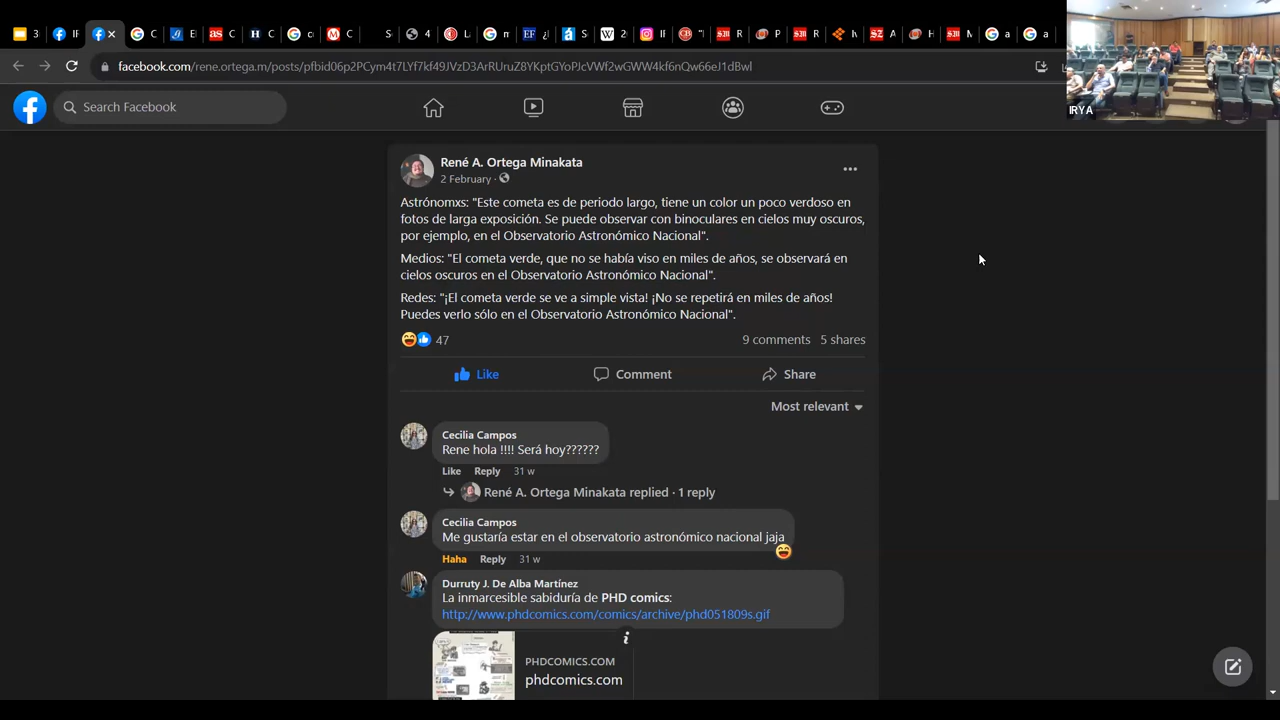 facebook.com/rene.ortega.m/posts/
Search Facebook
IRYA
René A. Ortega Minakata
2 February ·
Astrónomxs: "Este cometa es de periodo largo, tiene un color un poco verdoso en
fotos de larga exposición. Se puede observar con binoculares en cielos muy oscuros,
por ejemplo, en el Observatorio Astronómico Nacional".
Medios: "El cometa verde, que no se había viso en miles de años, se observará en
cielos oscuros en el Observatorio Astronómico Nacional".
Redes: "¡El cometa verde se ve a simple vista! ¡No se repetirá en miles de años!
Puedes verlo sólo en el Observatorio Astronómico Nacional".
47
9 comments 5 shares
Like Comment Share
Most relevant
Cecilia Campos
Rene hola !!!! Será hoy??????
Like Reply 31 w
René A. Ortega Minakata replied · 1 reply
Cecilia Campos
Me gustaría estar en el observatorio astronómico nacional jaja
Haha Reply 31 w
Durruty J. De Alba Martínez
La inmarcesible sabiduría de PHD comics:
http://www.phdcomics.com/comics/archive/phd051809s.gif
PHDCOMICS.COM
phdcomics.com